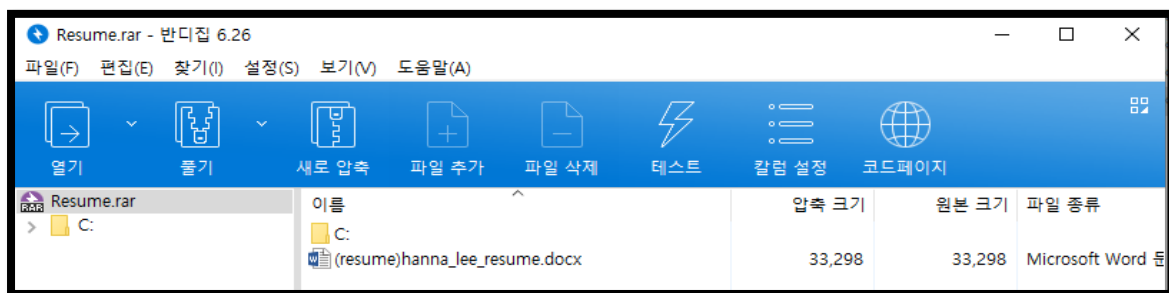 Resume.rar - 반디집 6.26
파일(F) 편집(E) 찾기(I) 설정(S) 보기(V) 도움말(A)
열기 풀기 새로 압축 파일 추가 파일 삭제 테스트 칼럼 설정 코드페이지
RAR Resume.rar 이름 압축 크기 원본 크기 파일 종류
C: C:
(resume)hanna_lee_resume.docx 33,298 33,298 Microsoft Word 문